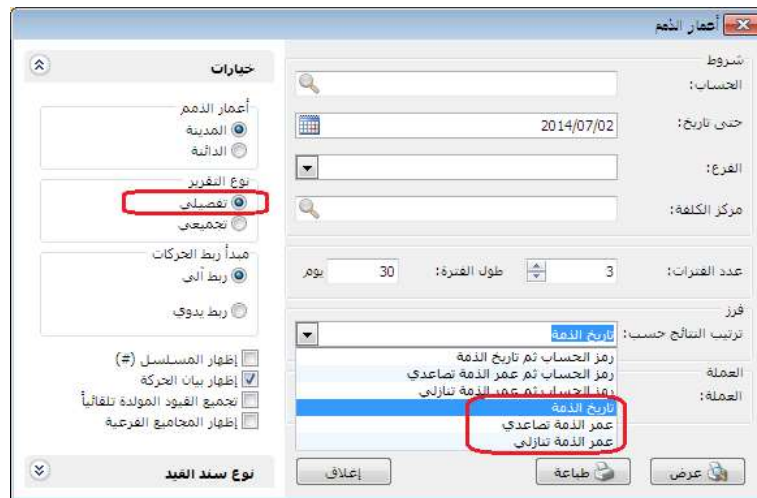 أعمار الذمم
شروط
الحساب:
حتى تاريخ: 2014/07/02
الفرع:
مركز الكلفة:
عدد الفترات: 3 طول الفترة: 30 يوم
فرز
ترتيب النتائج حسب: تاريخ الذمة
رمز الحساب ثم تاريخ الذمة
رمز الحساب ثم عمر الذمة تصاعدي
رمز الحساب ثم عمر الذمة تنازلي
تاريخ الذمة
عمر الذمة تصاعدي
عمر الذمة تنازلي
العملة
العملة:
عرض
طباعة
إغلاق
خيارات
أعمار الذمم
المدينة
الدائنة
نوع التقرير
تفصيلي
تجميعي
مبدأ ربط الحركات
ربط آلي
ربط يدوي
إظهار المسلسل (#)
إظهار بيان الحركة
تجميع القيود المولدة تلقائياً
إظهار المجاميع الفرعية
نوع سند القيد